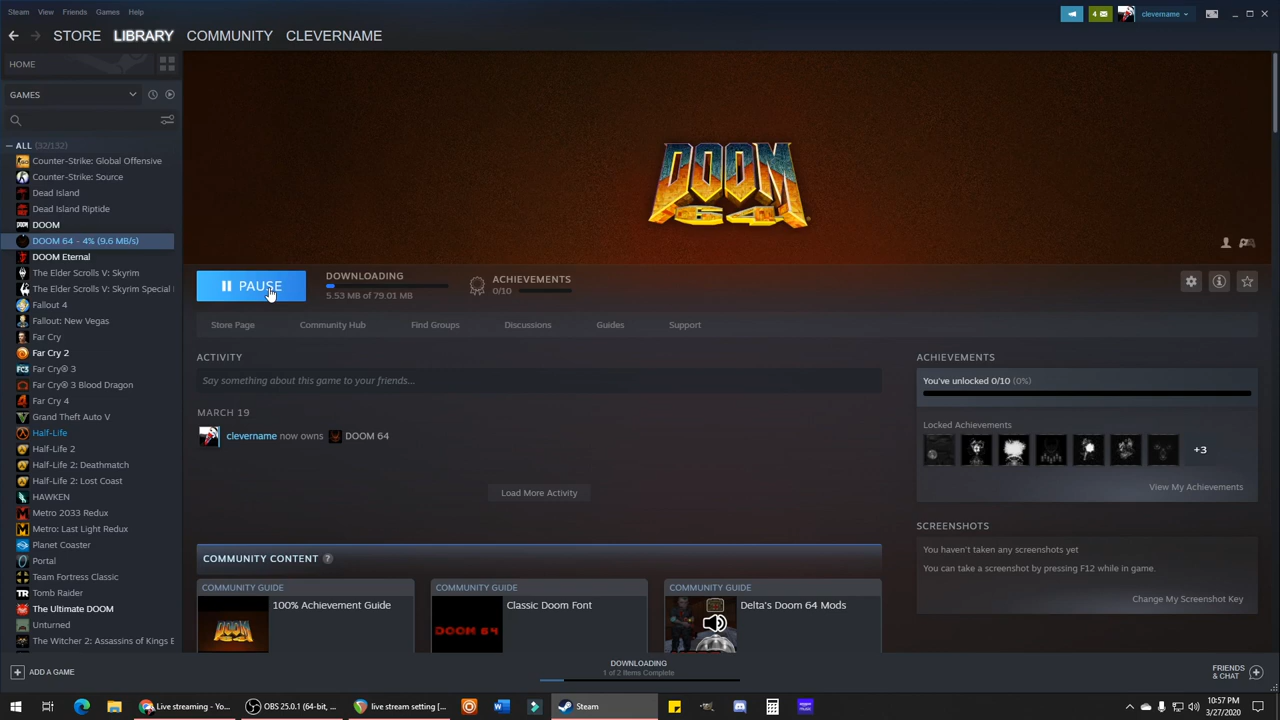 Steam View Friends Games Help
4 clevername
STORE LIBRARY COMMUNITY CLEVERNAME
HOME
GAMES
ALL (32/132)
Counter-Strike: Global Offensive
Counter-Strike: Source
Dead Island
Dead Island Riptide
DOOM
DOOM 64 - 4% (9.6 MB/s)
DOOM Eternal
The Elder Scrolls V: Skyrim
The Elder Scrolls V: Skyrim Special
Fallout 4
Fallout: New Vegas
Far Cry
Far Cry 2
Far Cry® 3
Far Cry® 3 Blood Dragon
Far Cry 4
Grand Theft Auto V
Half-Life
Half-Life 2
Half-Life 2: Deathmatch
Half-Life 2: Lost Coast
HAWKEN
Metro 2033 Redux
Metro: Last Light Redux
Planet Coaster
Portal
Team Fortress Classic
Tomb Raider
The Ultimate DOOM
Unturned
The Witcher 2: Assassins of Kings E
ADD A GAME
DOOM
64
PAUSE
DOWNLOADING
5.53 MB of 79.01 MB
ACHIEVEMENTS
0/10
Store Page Community Hub Find Groups Discussions Guides Support
ACTIVITY
Say something about this game to your friends...
MARCH 19
clevername now owns DOOM 64
Load More Activity
ACHIEVEMENTS
You've unlocked 0/10 (0%)
Locked Achievements
+3
View My Achievements
SCREENSHOTS
You haven't taken any screenshots yet
You can take a screenshot by pressing F12 while in game.
Change My Screenshot Key
COMMUNITY CONTENT ?
COMMUNITY GUIDE
100% Achievement Guide
COMMUNITY GUIDE
Classic Doom Font
DOOM 64
COMMUNITY GUIDE
Delta's Doom 64 Mods
DOWNLOADING
1 of 2 Items Complete
FRIENDS
& CHAT
Live streaming - Yo...
OBS 25.0.1 (64-bit, ...
live stream setting [...
Steam
10:57 PM
3/27/2020